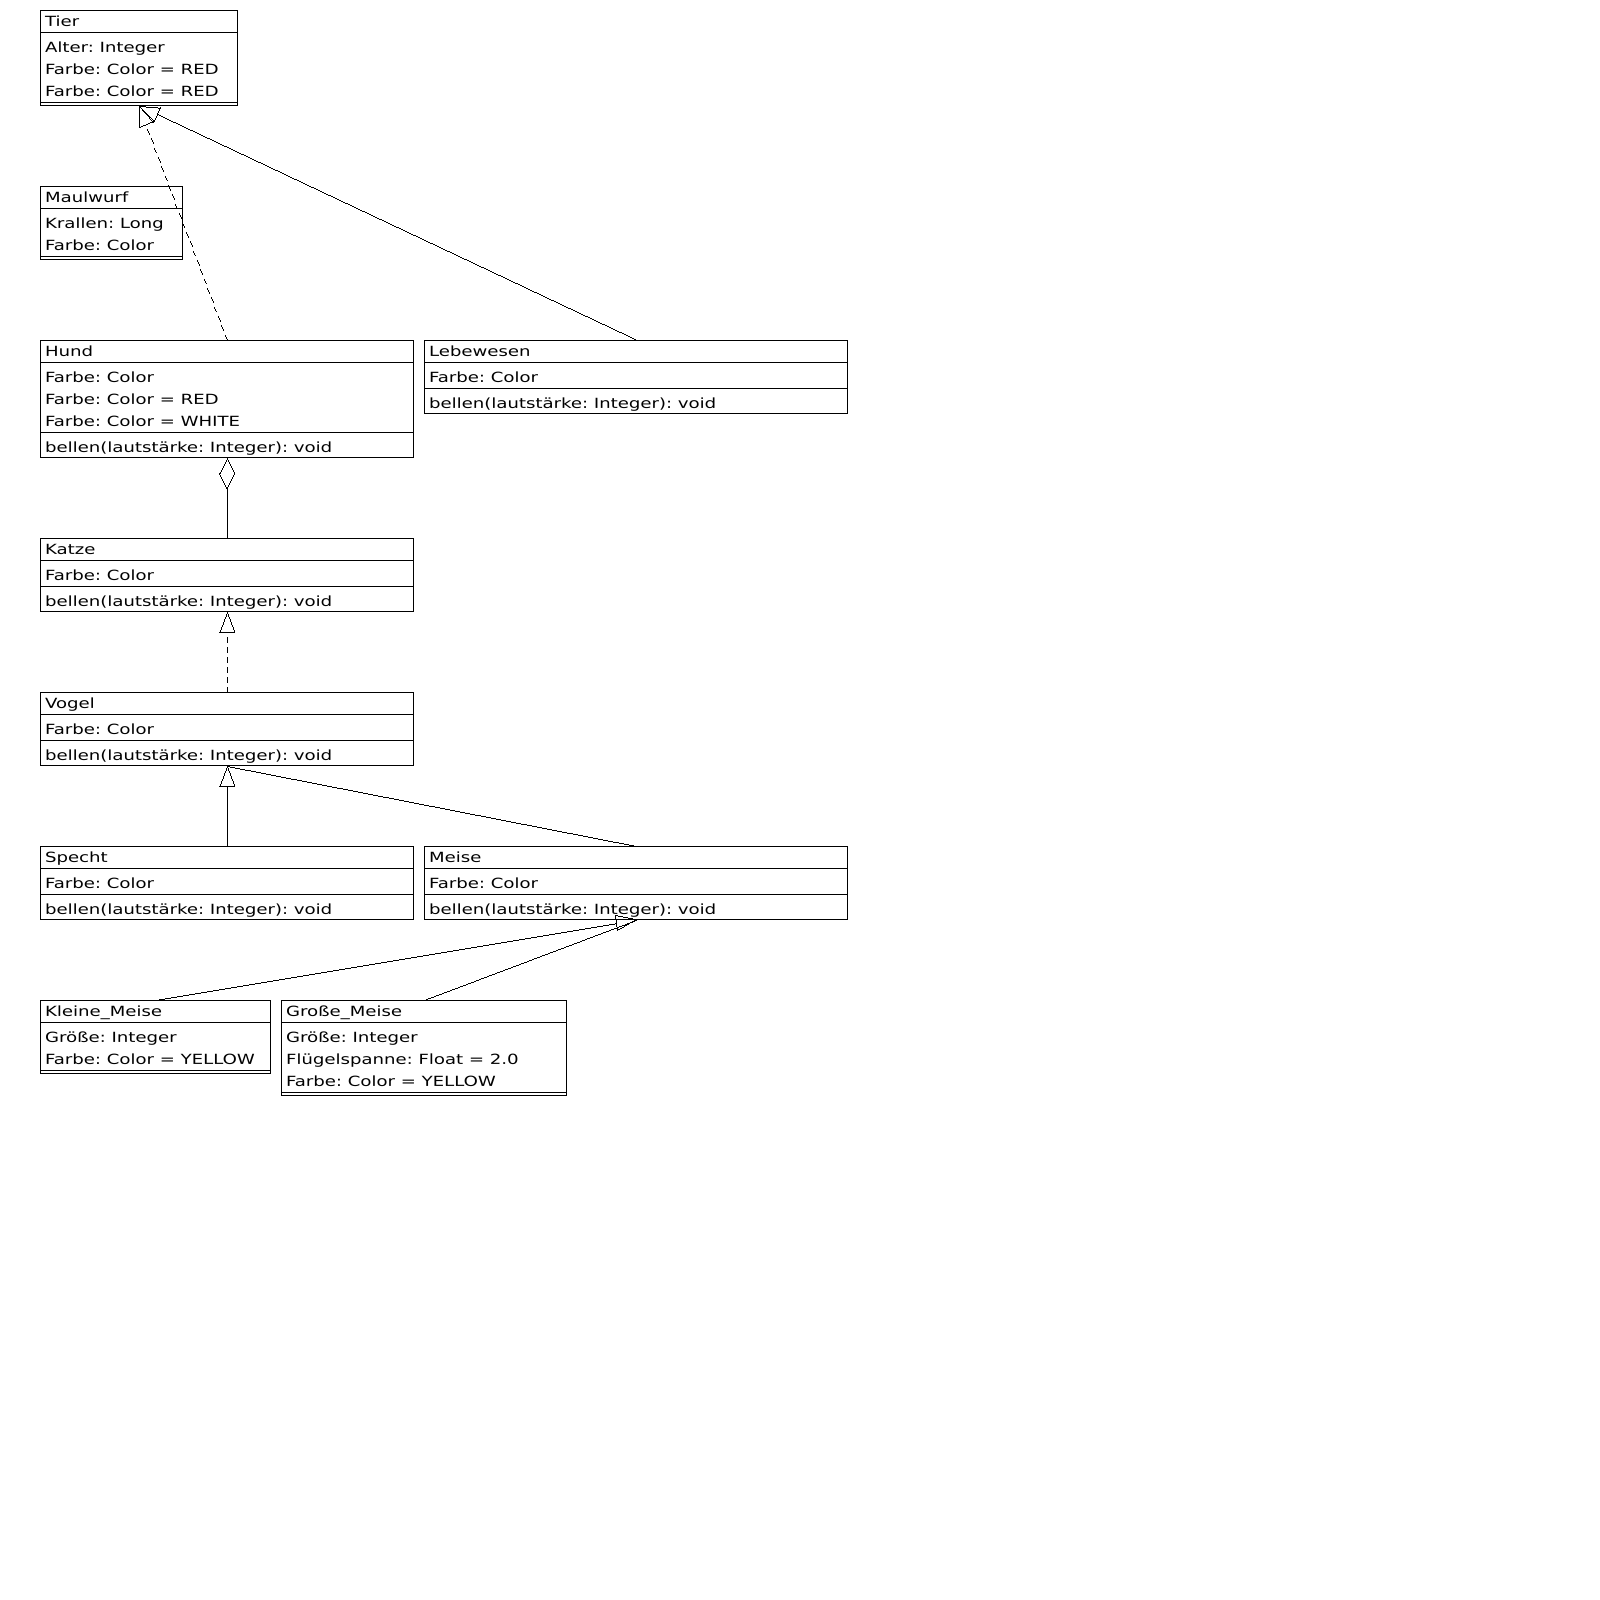 Tier
Alter: Integer
Farbe: Color = RED
Farbe: Color = RED
Maulwurf
Krallen: Long
Farbe: Color
Hund
Farbe: Color
Farbe: Color = RED
Farbe: Color = WHITE
bellen(lautstärke: Integer): void
Lebewesen
Farbe: Color
bellen(lautstärke: Integer): void
Katze
Farbe: Color
bellen(lautstärke: Integer): void
Vogel
Farbe: Color
bellen(lautstärke: Integer): void
Specht
Farbe: Color
bellen(lautstärke: Integer): void
Meise
Farbe: Color
bellen(lautstärke: Integer): void
Kleine_Meise
Größe: Integer
Farbe: Color = YELLOW
Große_Meise
Größe: Integer
Flügelspanne: Float = 2.0
Farbe: Color = YELLOW